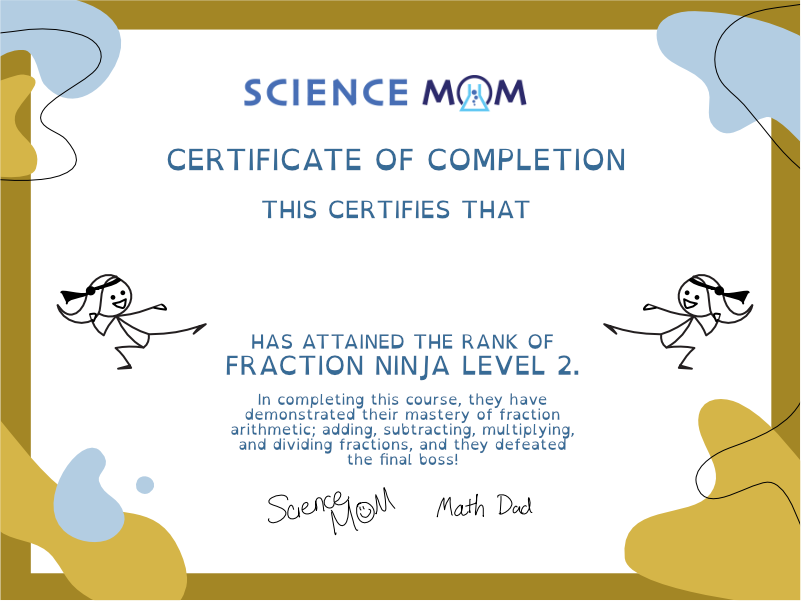 SCIENCE MOM
CERTIFICATE OF COMPLETION
THIS CERTIFIES THAT
HAS ATTAINED THE RANK OF
FRACTION NINJA LEVEL 2.
In completing this course, they have
demonstrated their mastery of fraction
arithmetic; adding, subtracting, multiplying,
and dividing fractions, and they defeated
the final boss!
Science MOM Math Dad